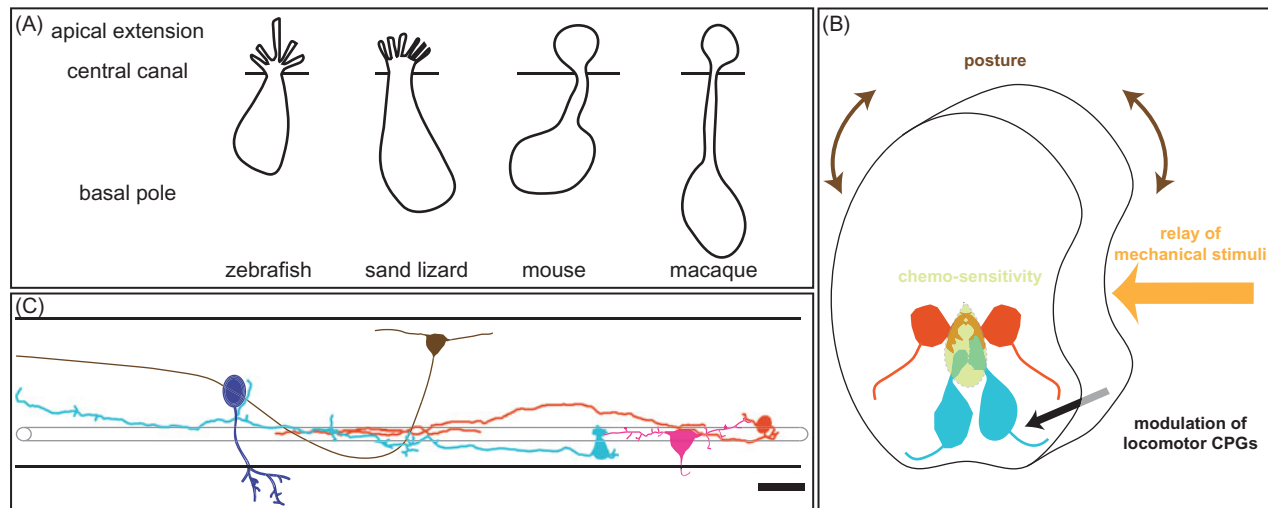 (A)
apical extension
central canal
basal pole
zebrafish
sand lizard
mouse
macaque
(B)
posture
relay of
mechanical stimuli
chemo-sensitivity
modulation of
locomotor CPGs
(C)